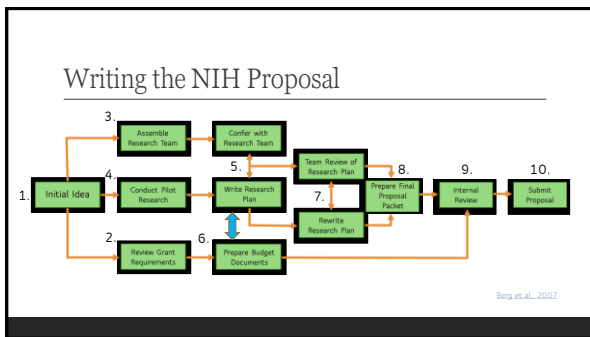 Writing the NIH Proposal
3.
Assemble
Research Team
Confer with
Research Team
5.
Team Review of
Research Plan
8.
9.
10.
1.
Initial Idea
4.
Conduct Pilot
Research
Write Research
Plan
7.
Prepare Final
Proposal
Packet
Internal
Review
Submit
Proposal
Rewrite
Research Plan
2.
Review Grant
Requirements
6.
Prepare Budget
Documents
Berg et al., 2007